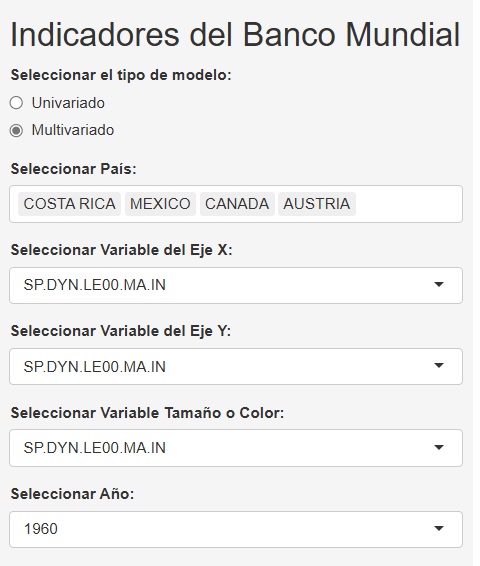 Indicadores del Banco Mundial
Seleccionar el tipo de modelo:
Univariado
Multivariado
Seleccionar País:
COSTA RICA MEXICO CANADA AUSTRIA
Seleccionar Variable del Eje X:
SP.DYN.LE00.MA.IN
Seleccionar Variable del Eje Y:
SP.DYN.LE00.MA.IN
Seleccionar Variable Tamaño o Color:
SP.DYN.LE00.MA.IN
Seleccionar Año:
1960